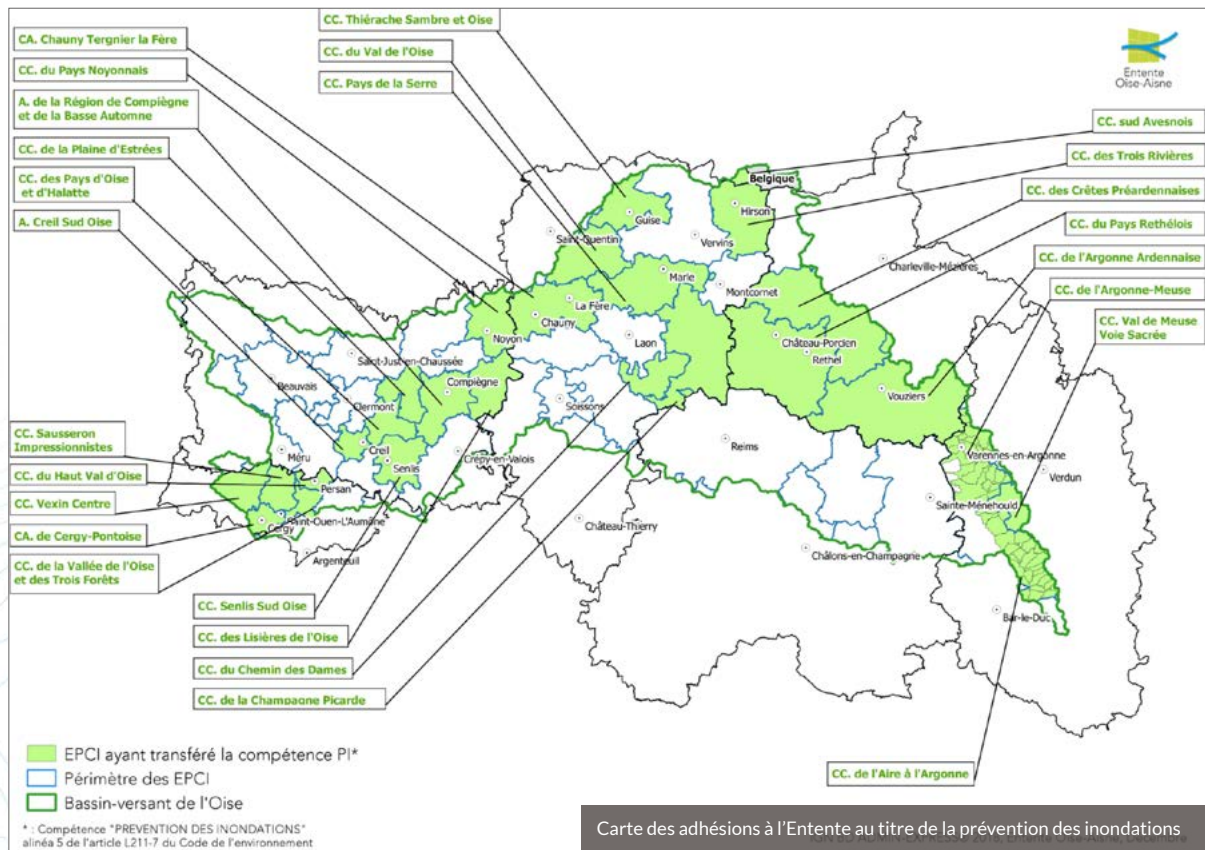 CC. Thiérache Sambre et Oise
CC. du Val de l'Oise
CC. Pays de la Serre
CA. Chauny Tergnier la Fère
CC. du Pays Noyonnais
A. de la Région de Compiègne
et de la Basse Automne
CC. de la Plaine d'Estrées
CC. des Pays d'Oise
et d'Halatte
A. Creil Sud Oise
Entente
Oise-Aisne
CC. sud Avesnois
CC. des Trois Rivières
CC. des Crêtes Préardennaises
CC. du Pays Rethélois
CC. de l'Argonne Ardennaise
CC. de l'Argonne-Meuse
CC. Val de Meuse
Voie Sacrée
Belgique
Hirson
Guise
Saint-Quentin
Vervins
Charleville-Mézières
Marle
Montcornet
La Fère
Chauny
Noyon
Laon
Château-Porcien
Rethel
Saint-Just-en-Chaussée
Compiègne
Beauvais
Clermont
Soissons
Vouziers
Reims
Creil
Senlis
Crépy-en-Valois
Méru
Persan
Varennes-en-Argonne
Verdun
Sainte-Ménehould
Saint-Ouen-L'Aumône
Cergy
Argenteuil
Château-Thierry
Châlons-en-Champagne
Bar-le-Duc
CC. Sausseron
Impressionnistes
CC. du Haut Val d'Oise
CC. Vexin Centre
CA. de Cergy-Pontoise
CC. de la Vallée de l'Oise
et des Trois Forêts
CC. Senlis Sud Oise
CC. des Lisières de l'Oise
CC. du Chemin des Dames
CC. de la Champagne Picarde
CC. de l'Aire à l'Argonne
EPCI ayant transféré la compétence PI*
Périmètre des EPCI
Bassin-versant de l'Oise
* : Compétence "PREVENTION DES INONDATIONS"
alinéa 5 de l'article L211-7 du Code de l'environnement
Carte des adhésions à l'Entente au titre de la prévention des inondations